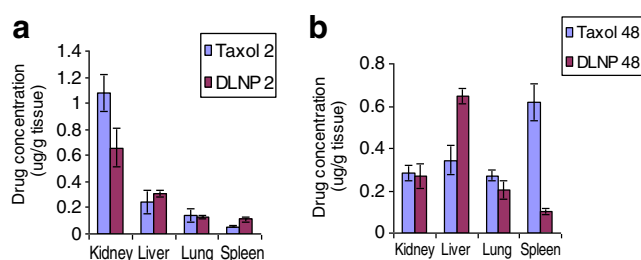 a
Drug concentration
(ug/g tissue)
1.4
1.2
1
0.8
0.6
0.4
0.2
0
Kidney Liver Lung Spleen
Taxol 2
DLNP 2
b
Drug concentration
(ug/g tissue)
0.8
0.6
0.4
0.2
0
Kidney Liver Lung Spleen
Taxol 48
DLNP 48